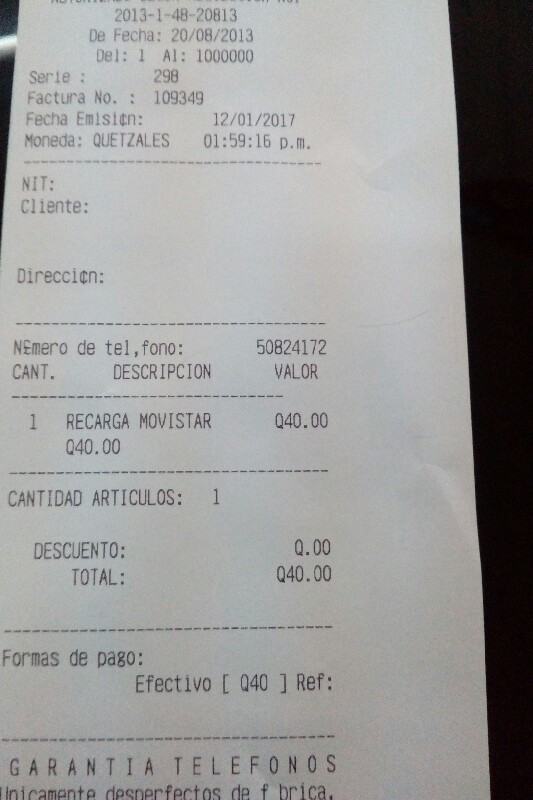 2013-1-48-20813
De Fecha: 20/08/2013
Del: 1 Al: 1000000
Serie : 298
Factura No. : 109349
Fecha Emisi¢n: 12/01/2017
Moneda: QUETZALES 01:59:16 p.m.
--------------------------------
NIT:
Cliente:
Direcci¢n:
---------------------------------
N£mero de tel,fono: 50824172
CANT. DESCRIPCION VALOR
-----------------------------
1 RECARGA MOVISTAR Q40.00
Q40.00
---------------------------------
CANTIDAD ARTICULOS: 1
DESCUENTO: Q.00
TOTAL: Q40.00
---------------------------------
Formas de pago:
Efectivo [ Q40 ] Ref:
---------------------------------
G A R A N T I A T E L E F O N O S
Unicamente desperfectos de f brica.